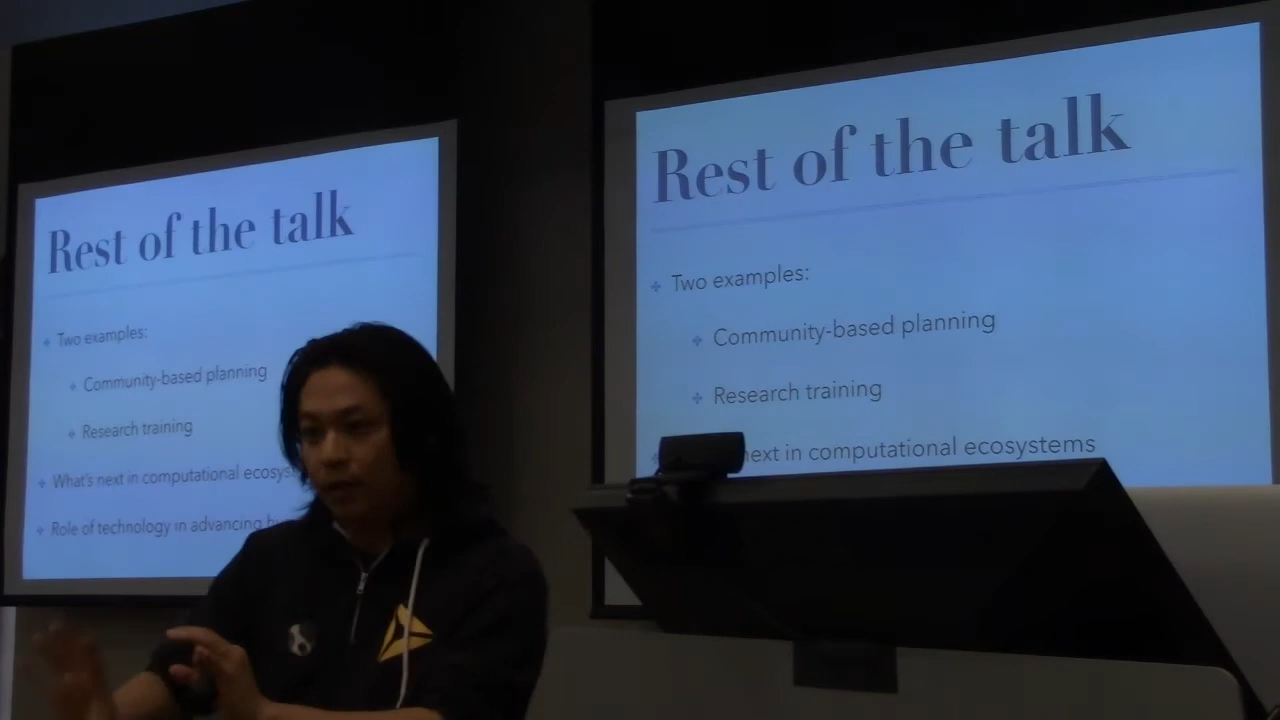 Rest of the talk
Two examples:
Community-based planning
Research training
What's next in computational
Role of technology in advancing
Rest of the talk
Two examples:
Community-based planning
Research training
next in computational ecosystems